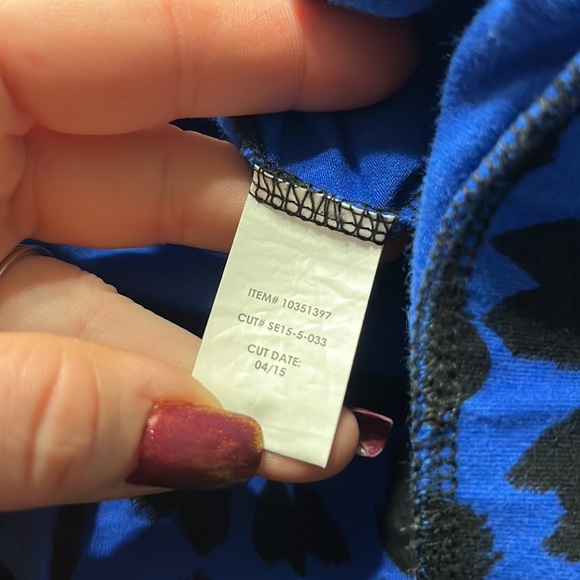 ITEM# 10351397
CUT# SE15-5-033
CUT DATE:
04/15